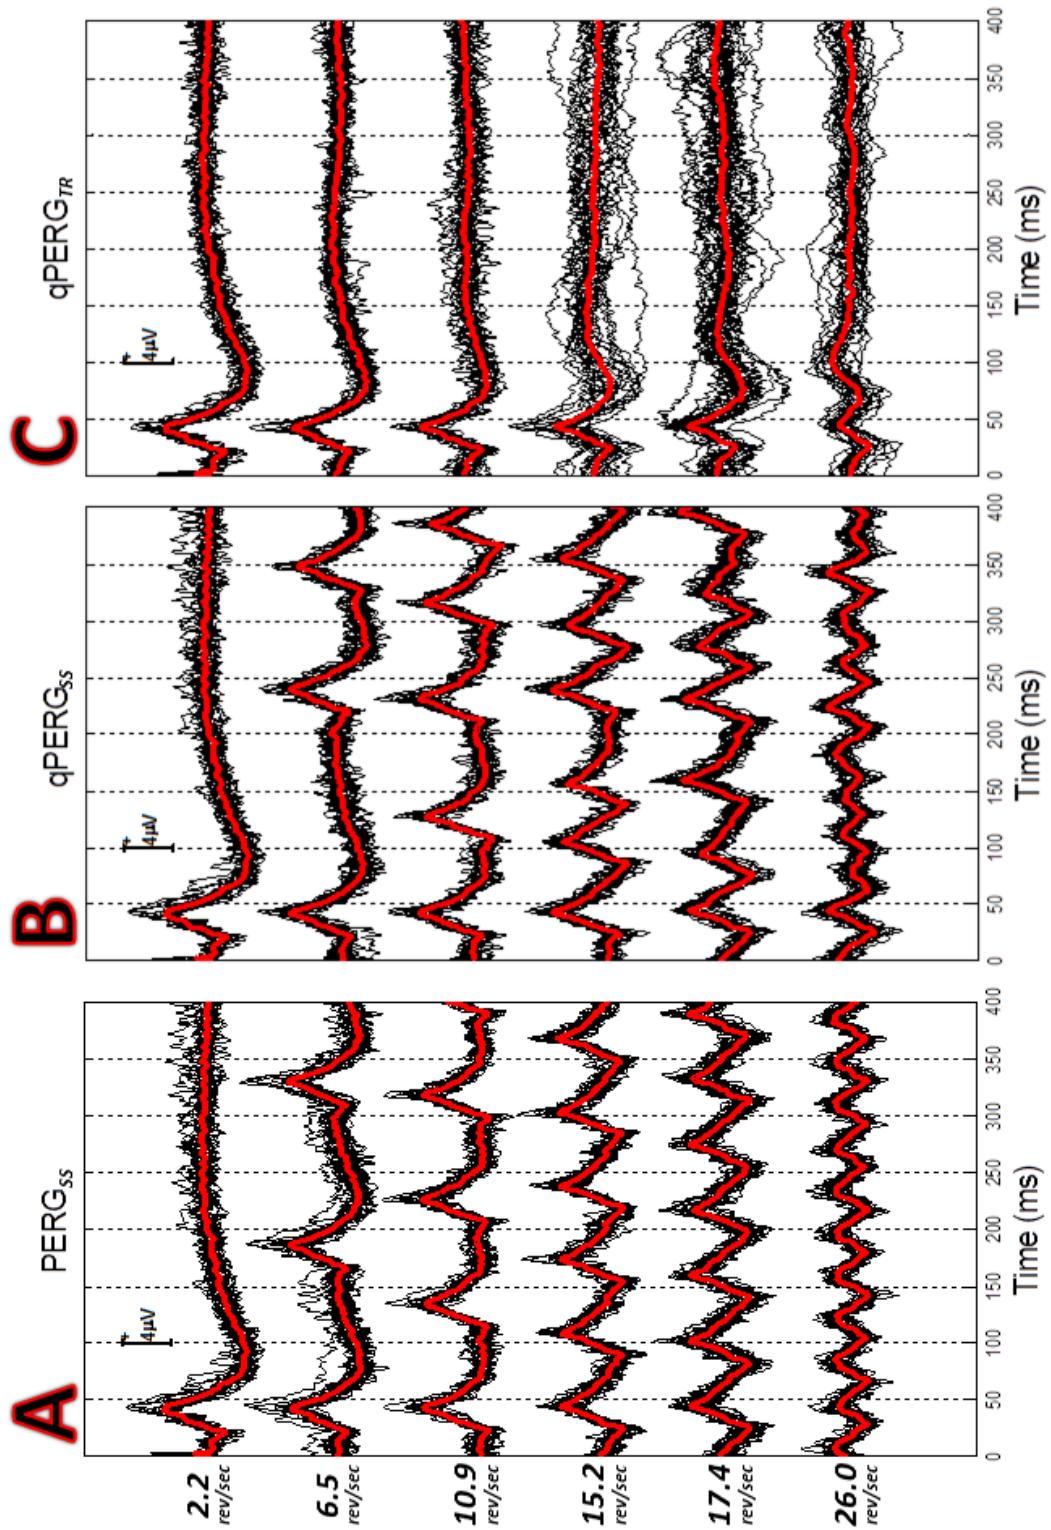 A
PERG_SS
4µV
+
2.2
rev/sec
6.5
rev/sec
10.9
rev/sec
15.2
rev/sec
17.4
rev/sec
26.0
rev/sec
0 50 100 150 200 250 300 350 400
Time (ms)
B
qPERG_SS
4µV
+
0 50 100 150 200 250 300 350 400
Time (ms)
C
qPERG_TR
4µV
+
0 50 100 150 200 250 300 350 400
Time (ms)